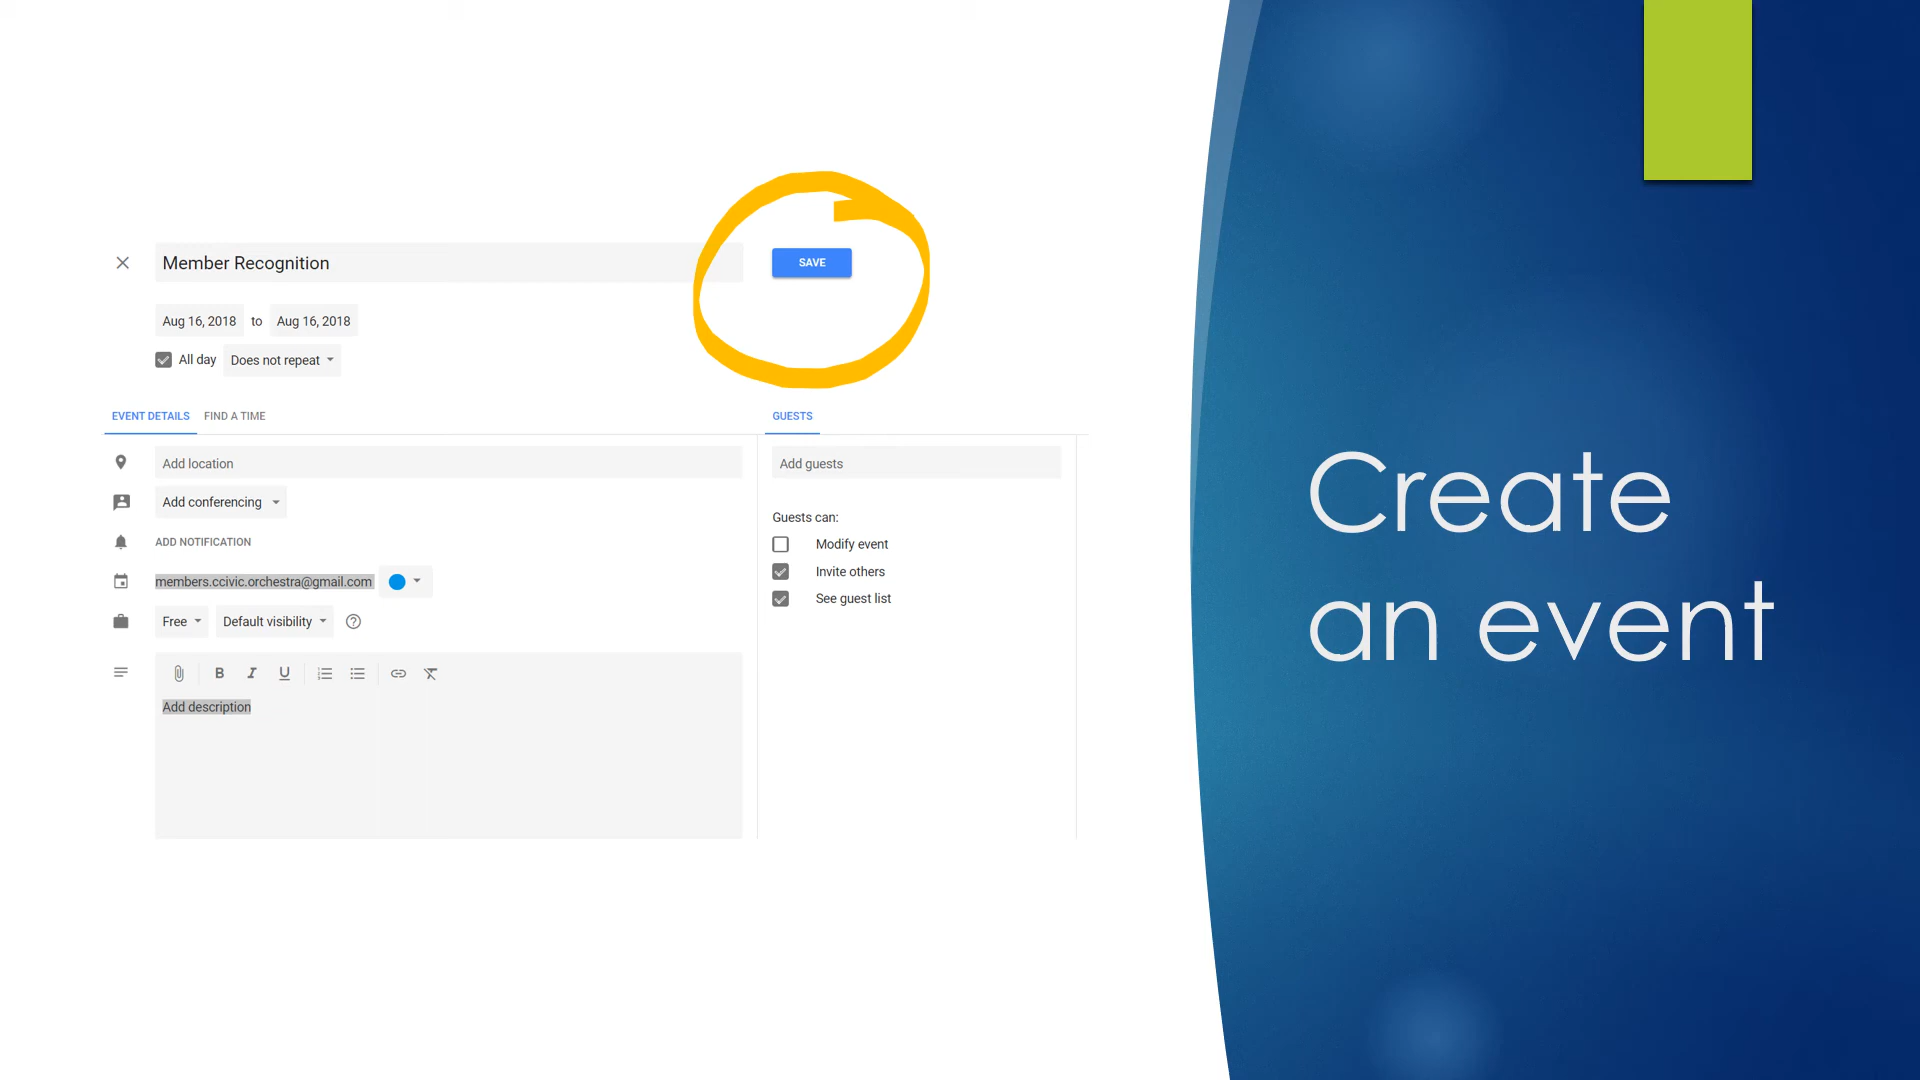 Member Recognition
SAVE
Aug 16, 2018 to Aug 16, 2018
All day Does not repeat
EVENT DETAILS FIND A TIME
Add location
Add conferencing
ADD NOTIFICATION
members.ccivic.orchestra@gmail.com
Free Default visibility
B I U
Add description
GUESTS
Add guests
Guests can:
Modify event
Invite others
See guest list
Create
an event